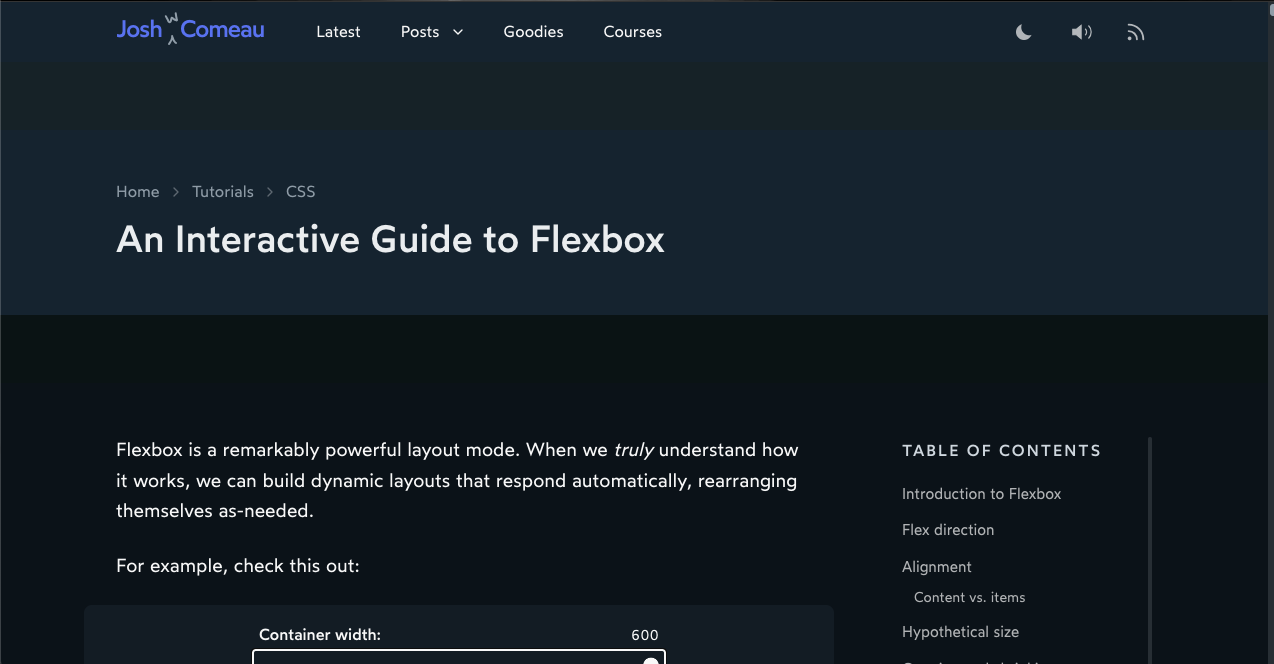 Josh W Comeau
Latest
Posts
Goodies
Courses
Home > Tutorials > CSS
An Interactive Guide to Flexbox
Flexbox is a remarkably powerful layout mode. When we truly understand how
it works, we can build dynamic layouts that respond automatically, rearranging
themselves as-needed.
For example, check this out:
Container width: 600
TABLE OF CONTENTS
Introduction to Flexbox
Flex direction
Alignment
Content vs. items
Hypothetical size